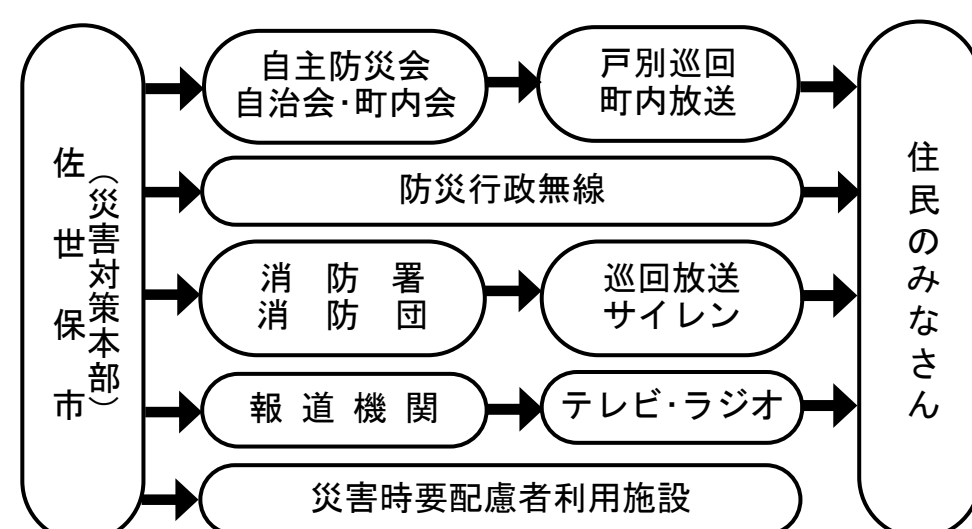 佐世保市
（災害対策本部）
自主防災会
自治会･町内会
戸別巡回
町内放送
防災行政無線
消防署
消防団
巡回放送
サイレン
報道機関
テレビ･ラジオ
災害時要配慮者利用施設
住民のみなさん